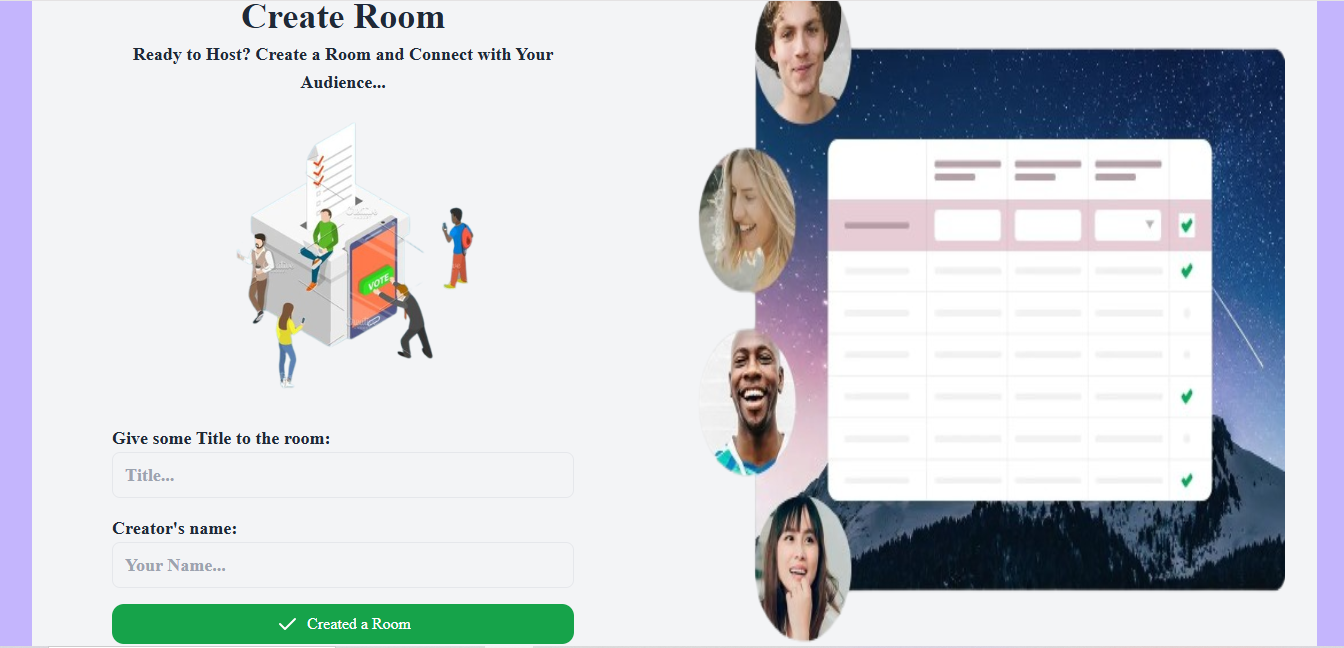 Create Room
Ready to Host? Create a Room and Connect with Your
Audience...
VOTE
Give some Title to the room:
Title...
Creator's name:
Your Name...
Created a Room